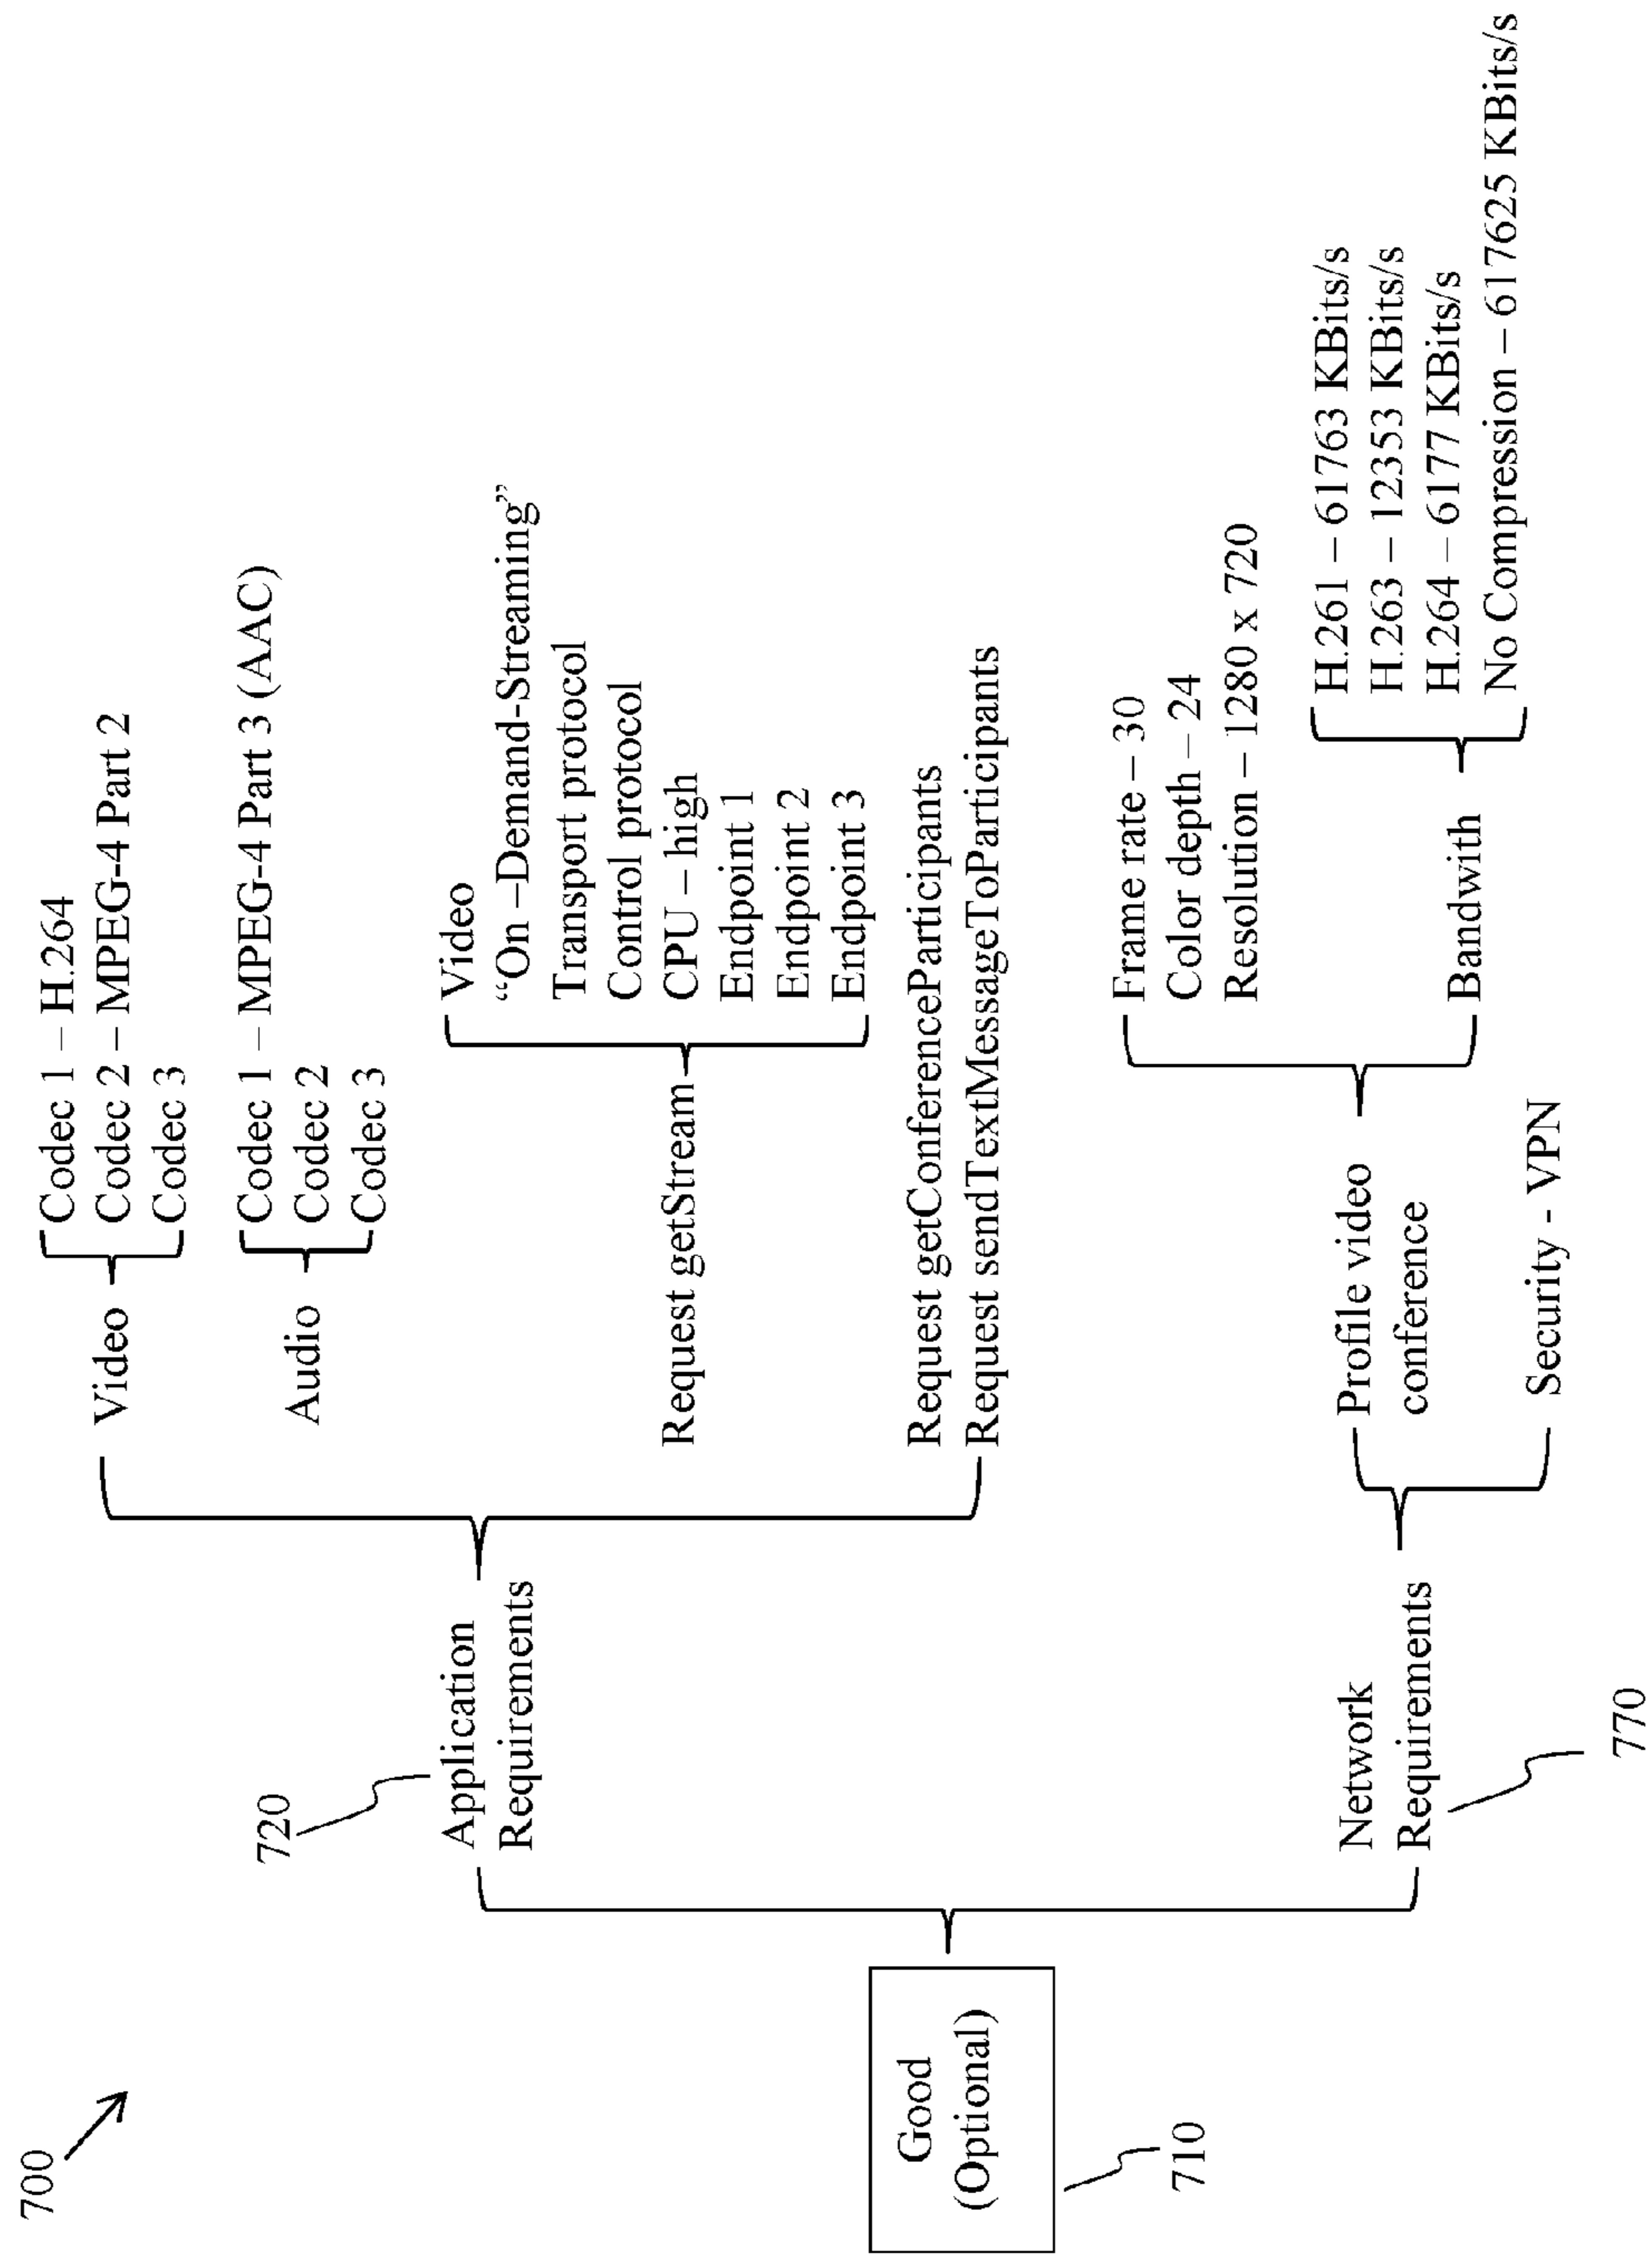 700
Good
(Optional)
710
720
Application
Requirements
Video
Codec 1 – H.264
Codec 2 – MPEG-4 Part 2
Codec 3
Audio
Codec 1 – MPEG-4 Part 3 (AAC)
Codec 2
Codec 3
Request getStream
Video
“On –Demand-Streaming”
Transport protocol
Control protocol
CPU – high
Endpoint 1
Endpoint 2
Endpoint 3
Request getConferenceParticipants
Request sendTextMessageToParticipants
Network
Requirements
770
Profile video
conference
Frame rate – 30
Color depth – 24
Resolution – 1280 x 720
Bandwith
H.261 – 61763 KBits/s
H.263 – 12353 KBits/s
H.264 – 6177 KBits/s
No Compression – 617625 KBits/s
Security - VPN